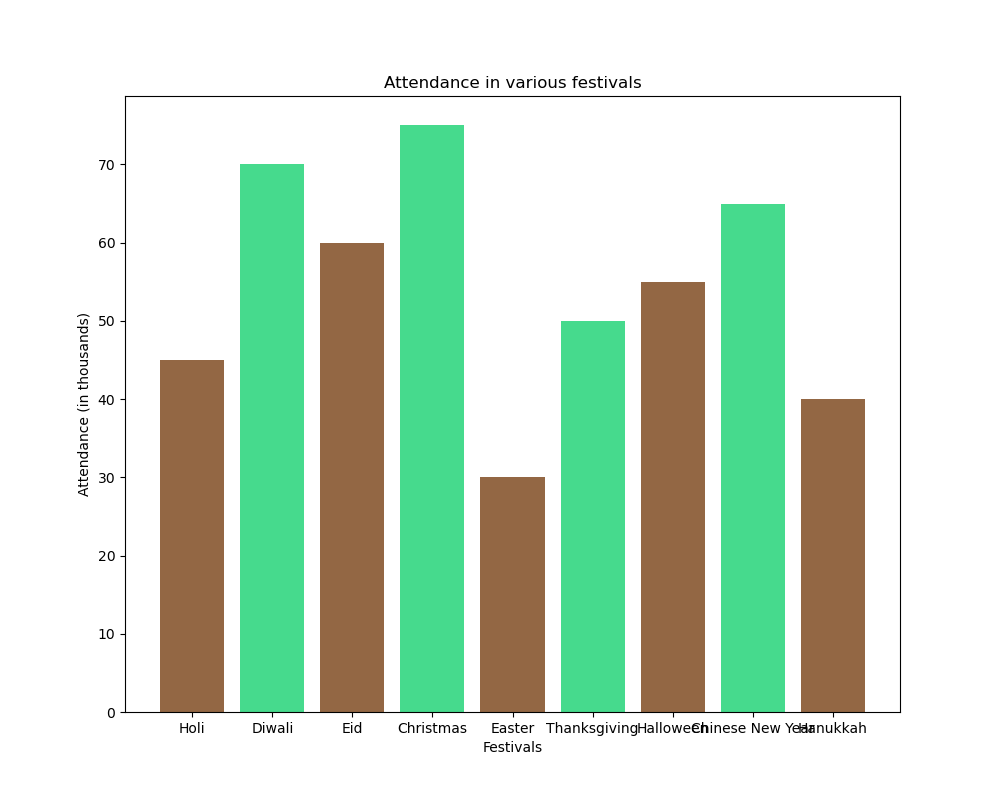 Attendance in various festivals
Attendance (in thousands)
70
60
50
40
30
20
10
0
Holi Diwali Eid Christmas Easter Thanksgiving Halloween Chinese New Year Hanukkah
Festivals